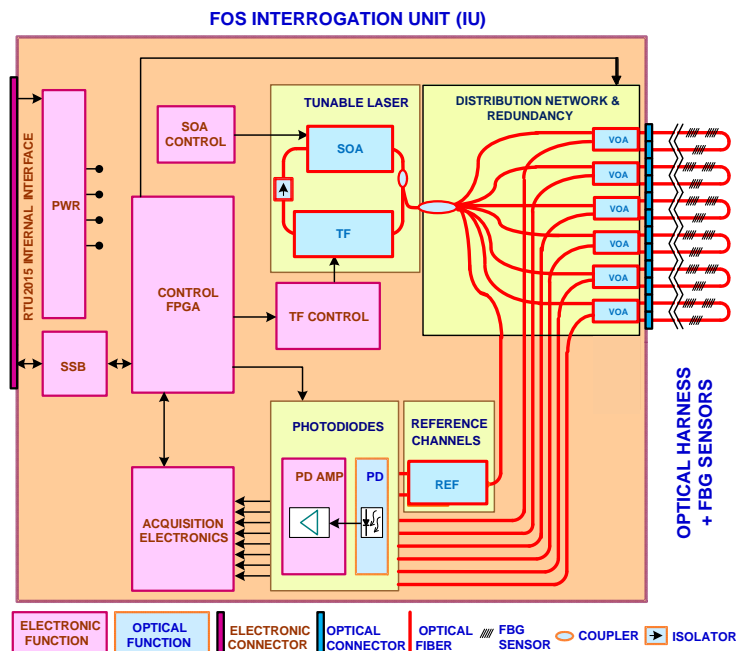 FOS INTERROGATION UNIT (IU)
RTU2015 INTERNAL INTERFACE
PWR
SSB
SOA
CONTROL
CONTROL
FPGA
TF CONTROL
ACQUISITION
ELECTRONICS
TUNABLE LASER
SOA
TF
DISTRIBUTION NETWORK &
REDUNDANCY
VOA
VOA
VOA
VOA
VOA
VOA
PHOTODIODES
PD AMP
PD
REFERENCE
CHANNELS
REF
OPTICAL HARNESS
+ FBG SENSORS
ELECTRONIC
FUNCTION
OPTICAL
FUNCTION
ELECTRONIC
CONNECTOR
OPTICAL
CONNECTOR
OPTICAL
FIBER
FBG
SENSOR
COUPLER
ISOLATOR